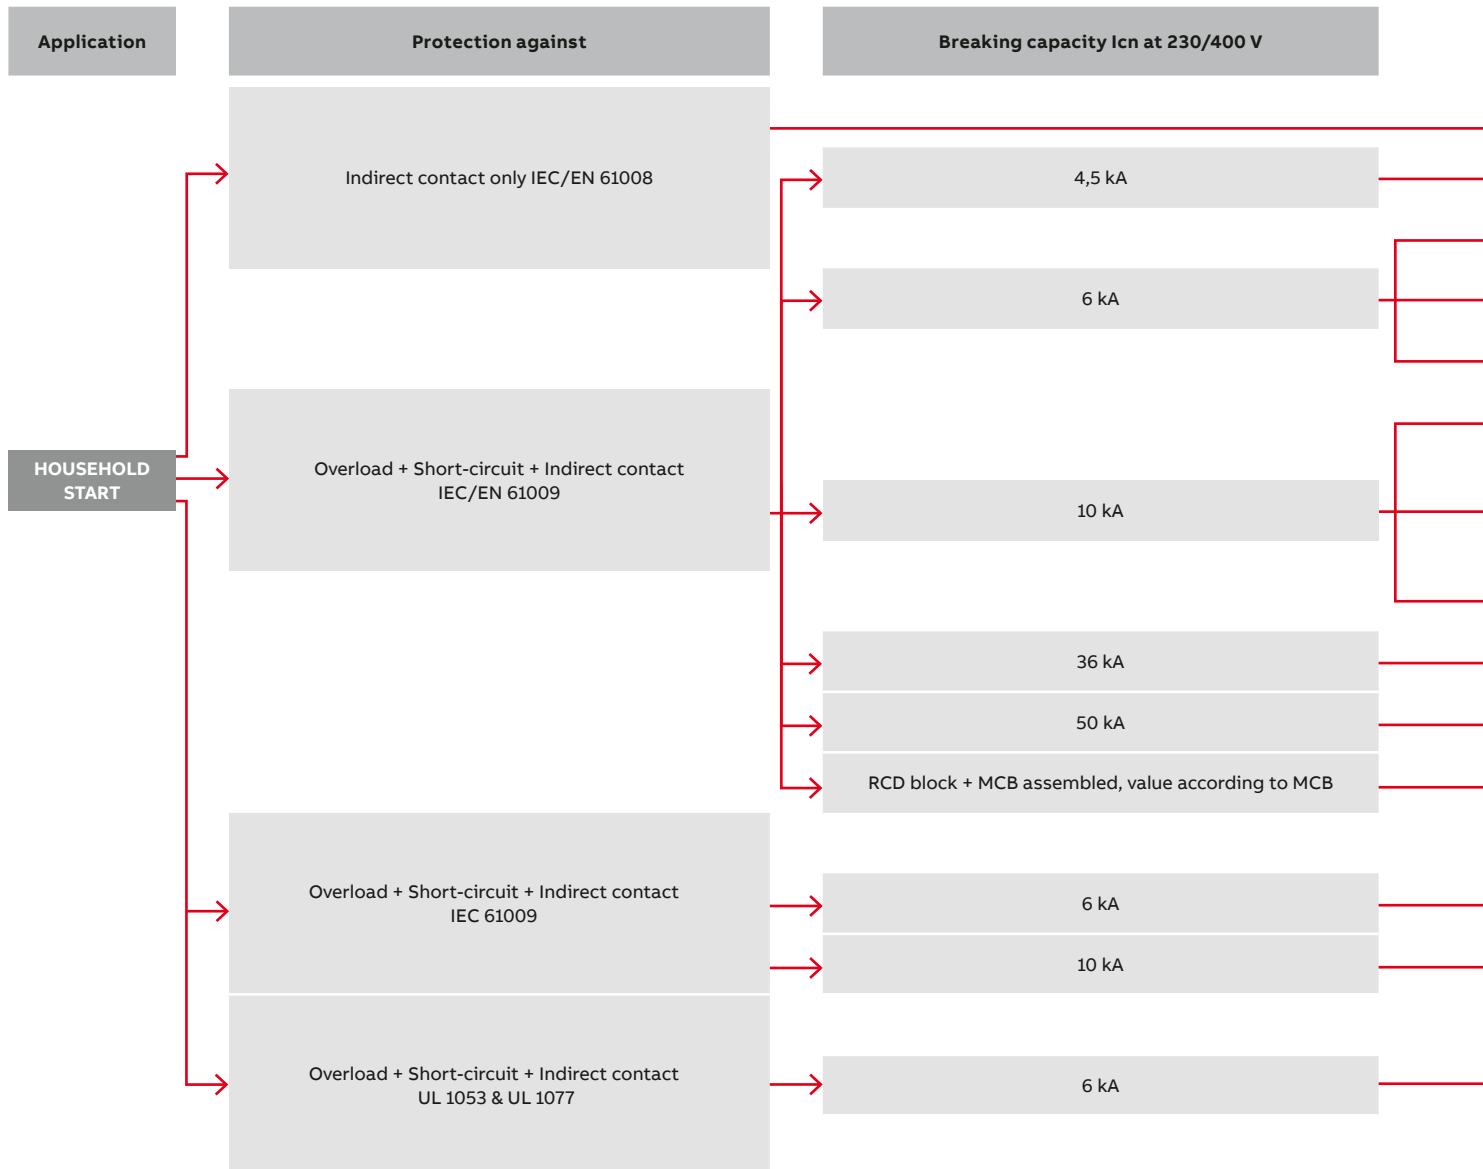 Application
Protection against
Breaking capacity Icn at 230/400 V
Indirect contact only IEC/EN 61008
4,5 kA
6 kA
HOUSEHOLD
START
Overload + Short-circuit + Indirect contact
IEC/EN 61009
10 kA
36 kA
50 kA
RCD block + MCB assembled, value according to MCB
Overload + Short-circuit + Indirect contact
IEC 61009
6 kA
10 kA
Overload + Short-circuit + Indirect contact
UL 1053 & UL 1077
6 kA